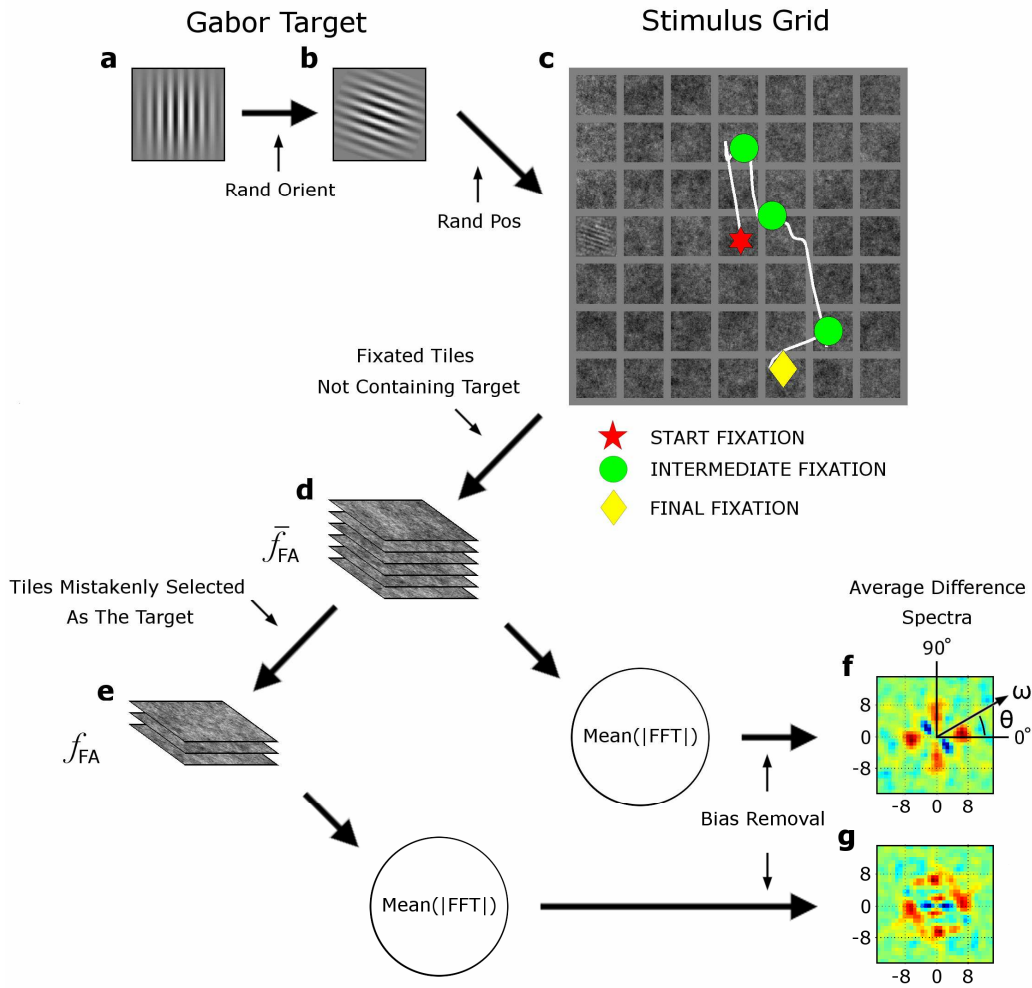 Gabor Target
Stimulus Grid
a
b
c
Rand Orient
Rand Pos
Fixated Tiles
Not Containing Target
START FIXATION
INTERMEDIATE FIXATION
FINAL FIXATION
d
f̄FA
Tiles Mistakenly Selected
As The Target
Average Difference
Spectra
90°
e
f
ω
θ
0°
8
0
-8
-8 0 8
fFA
Mean(|FFT|)
Bias Removal
g
Mean(|FFT|)
8
0
-8
-8 0 8